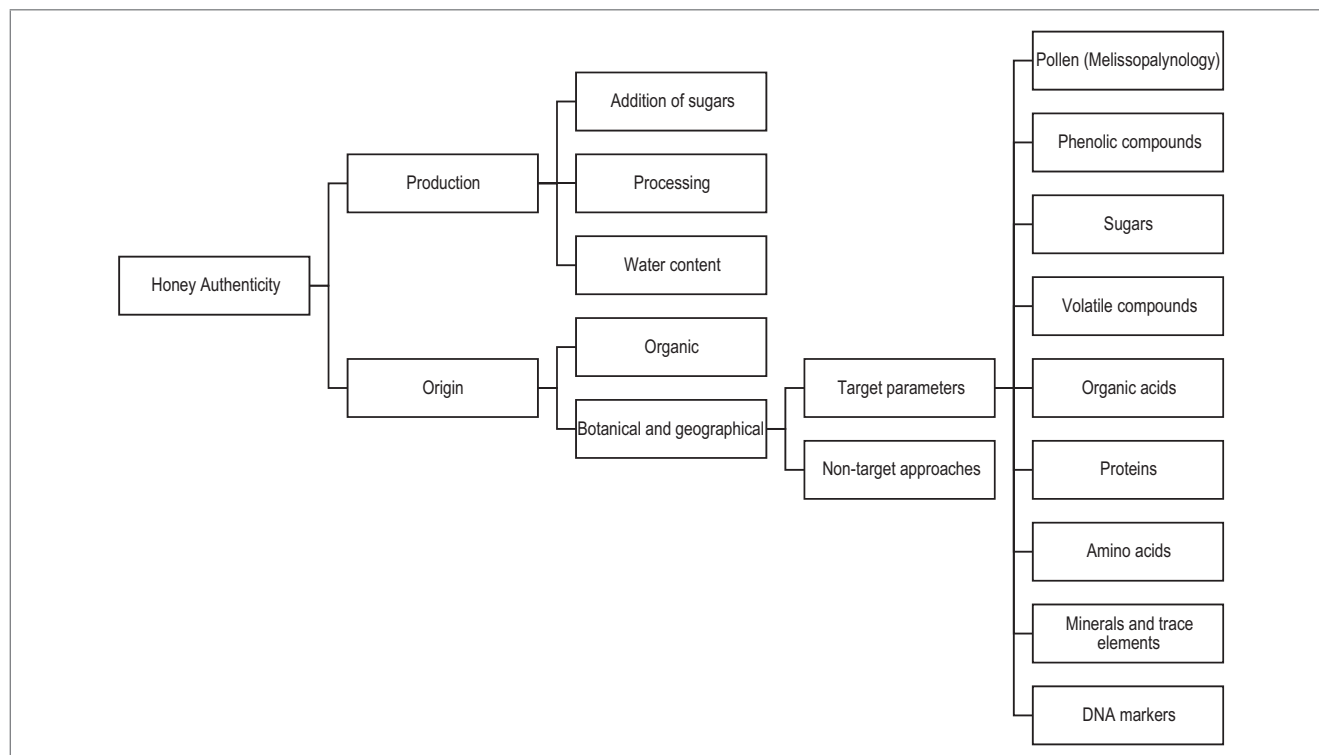 Honey Authenticity
Production
Addition of sugars
Processing
Water content
Origin
Organic
Botanical and geographical
Target parameters
Pollen (Melissopalynology)
Phenolic compounds
Sugars
Volatile compounds
Organic acids
Proteins
Amino acids
Minerals and trace
elements
DNA markers
Non-target approaches